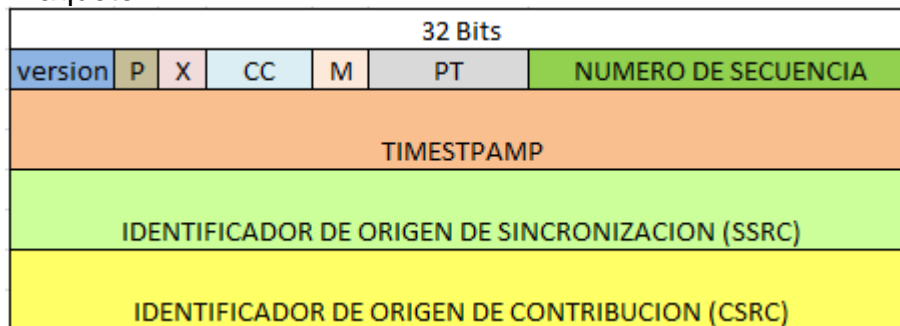 32 Bits
version P X CC M PT NUMERO DE SECUENCIA
TIMESTPAMP
IDENTIFICADOR DE ORIGEN DE SINCRONIZACION (SSRC)
IDENTIFICADOR DE ORIGEN DE CONTRIBUCION (CSRC)